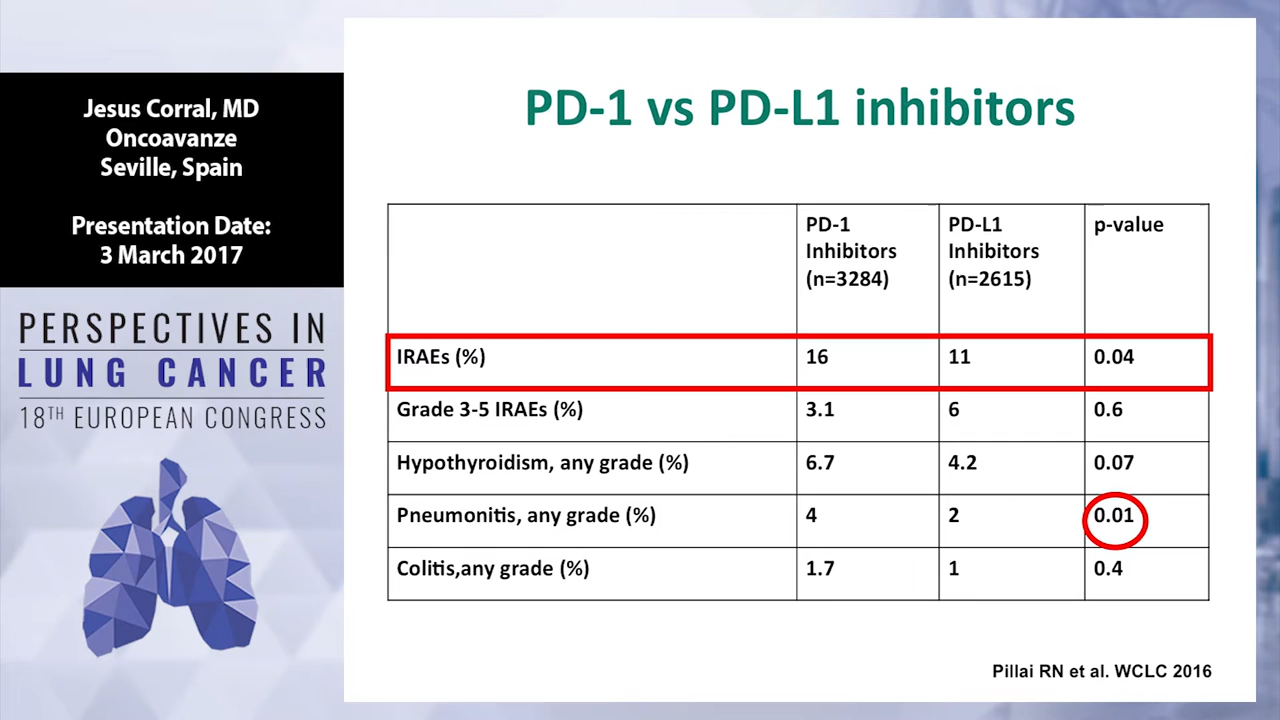 Jesus Corral, MD
Oncoavanze
Seville, Spain
Presentation Date:
3 March 2017
PERSPECTIVES IN
LUNG CANCER
18TH EUROPEAN CONGRESS
PD-1 vs PD-L1 inhibitors
PD-1 Inhibitors (n=3284) PD-L1 Inhibitors (n=2615) p-value
IRAEs (%) 16 11 0.04
Grade 3-5 IRAEs (%) 3.1 6 0.6
Hypothyroidism, any grade (%) 6.7 4.2 0.07
Pneumonitis, any grade (%) 4 2 0.01
Colitis,any grade (%) 1.7 1 0.4
Pillai RN et al. WCLC 2016